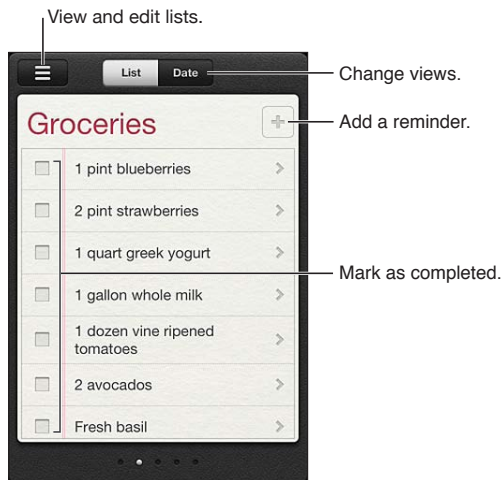 View and edit lists.
List Date
Change views.
Groceries
Add a reminder.
1 pint blueberries
2 pint strawberries
1 quart greek yogurt
Mark as completed.
1 gallon whole milk
1 dozen vine ripened
tomatoes
2 avocados
Fresh basil